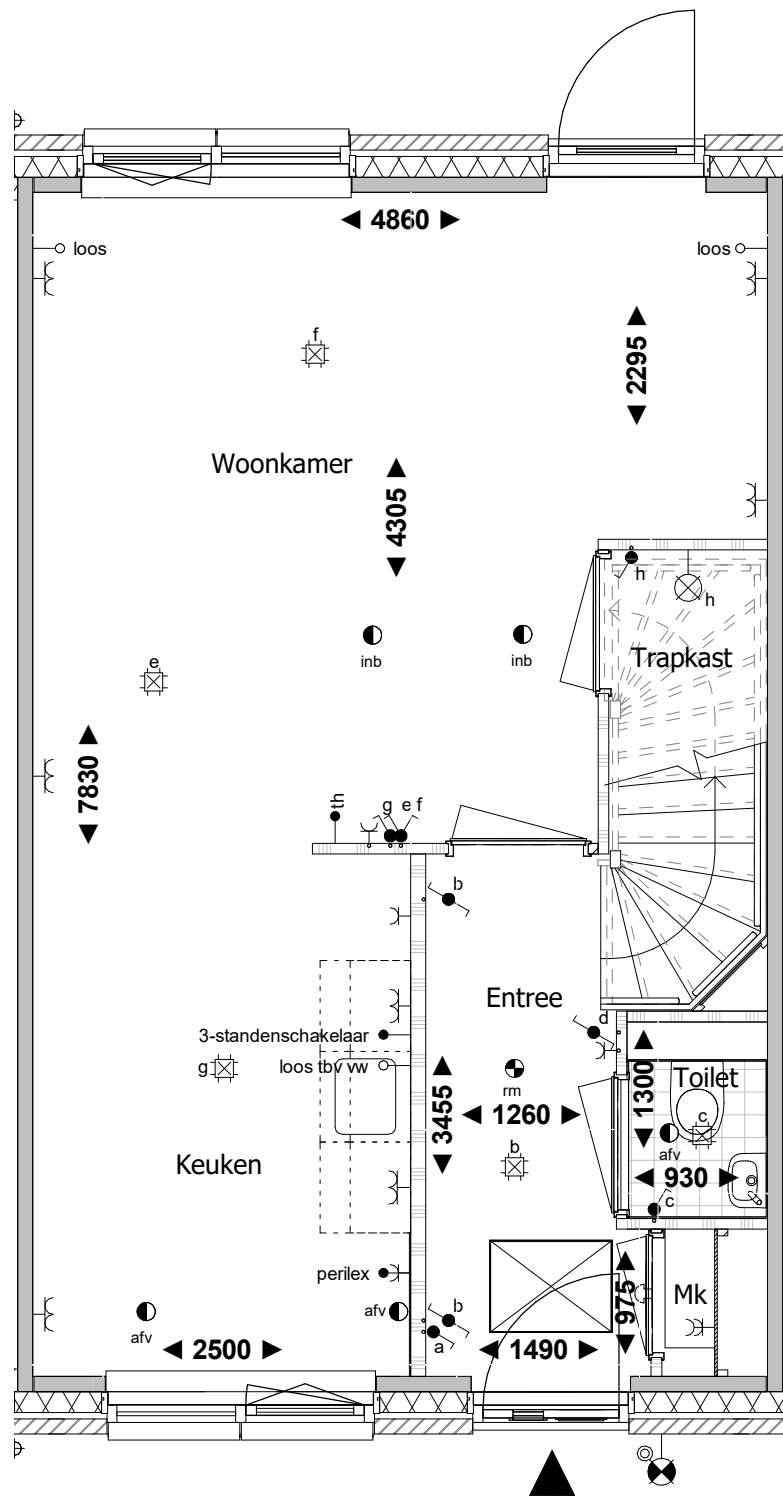 4860
loos
loos
f
2295
Woonkamer
4305
h
h
inb
inb
Trapkast
e
7830
th
g
e f
b
Entree
d
3-standenschakelaar
g
loos tbv vw
rm
1300
Toilet
c
3455
1260
afv
b
930
Keuken
c
perilex
975
Mk
afv
afv
b
a
2500
1490